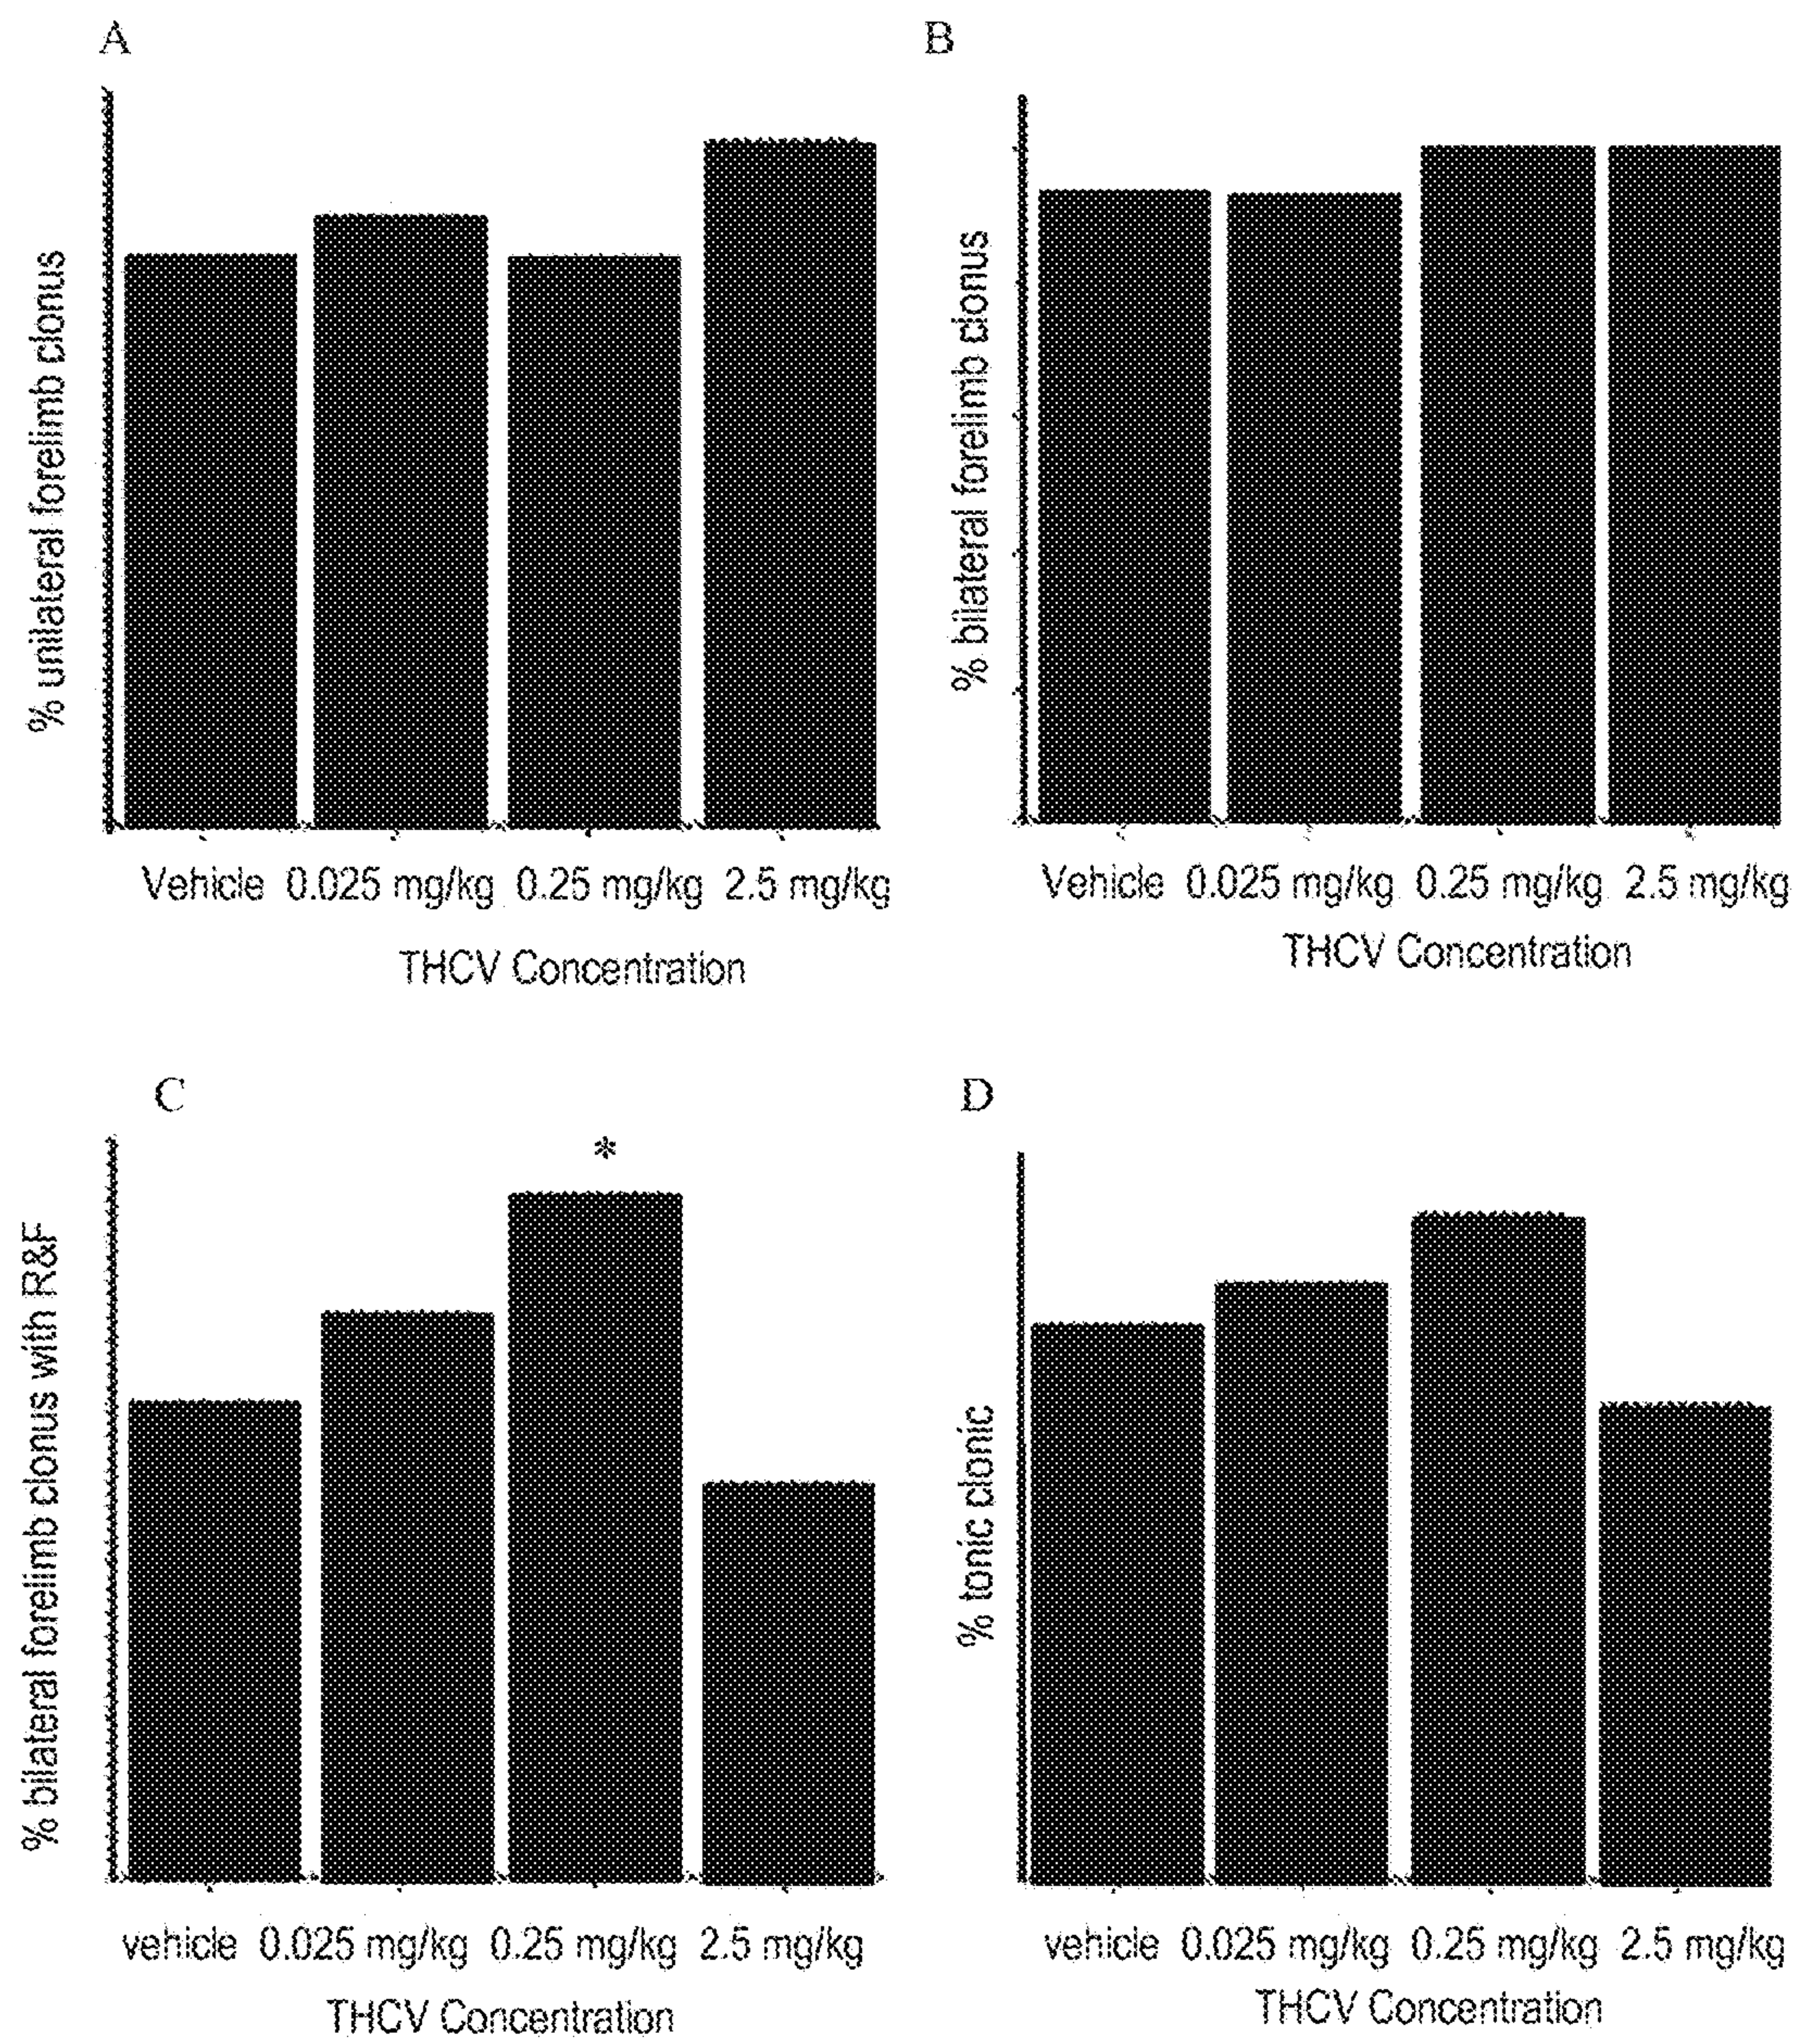 A
% unilateral forelimb clonus
Vehicle 0.025 mg/kg 0.25 mg/kg 2.5 mg/kg
THCV Concentration
B
% bilateral forelimb clonus
Vehicle 0.025 mg/kg 0.25 mg/kg 2.5 mg/kg
THCV Concentration
C
*
% bilateral forelimb clonus with R&F
vehicle 0.025 mg/kg 0.25 mg/kg 2.5 mg/kg
THCV Concentration
D
% tonic clonic
vehicle 0.025 mg/kg 0.25 mg/kg 2.5 mg/kg
THCV Concentration